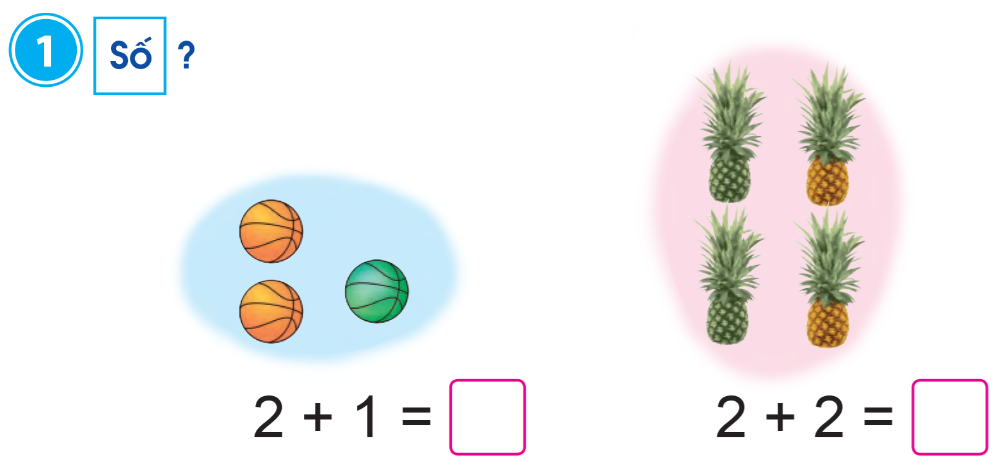 1 Số ?
2 + 1 =
2 + 2 =